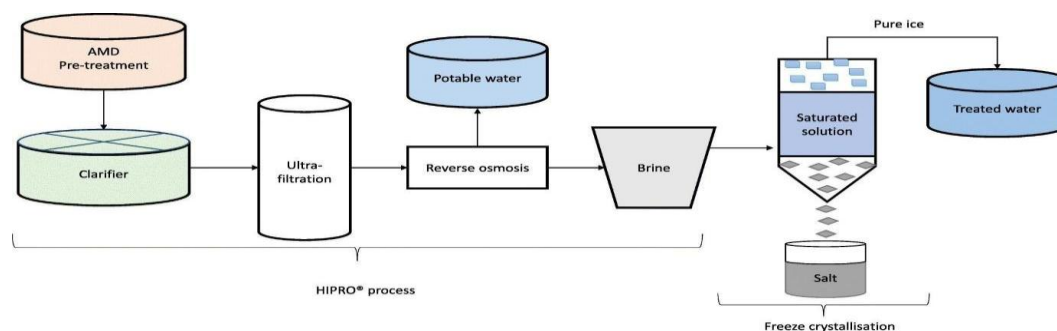 AMD
Pre-treatment
Clarifier
Ultra-
filtration
Potable water
Reverse osmosis
Brine
HIPRO® process
Pure ice
Saturated
solution
Treated water
Salt
Freeze crystallisation